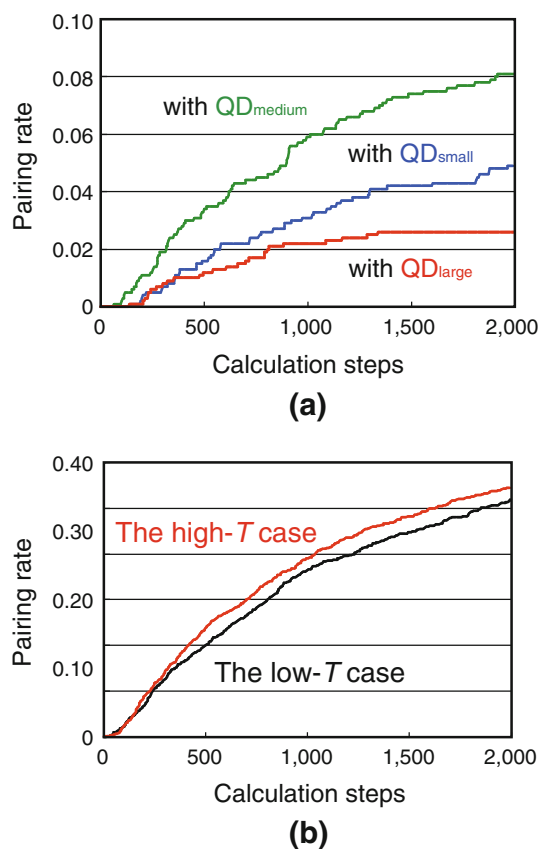 0.10
0.08
0.06
0.04
0.02
0
Pairing rate
with QDmedium
with QDsmall
with QDlarge
0 500 1,000 1,500 2,000
Calculation steps
(a)
0.40
0.30
0.20
0.10
0
Pairing rate
The high-T case
The low-T case
0 500 1,000 1,500 2,000
Calculation steps
(b)